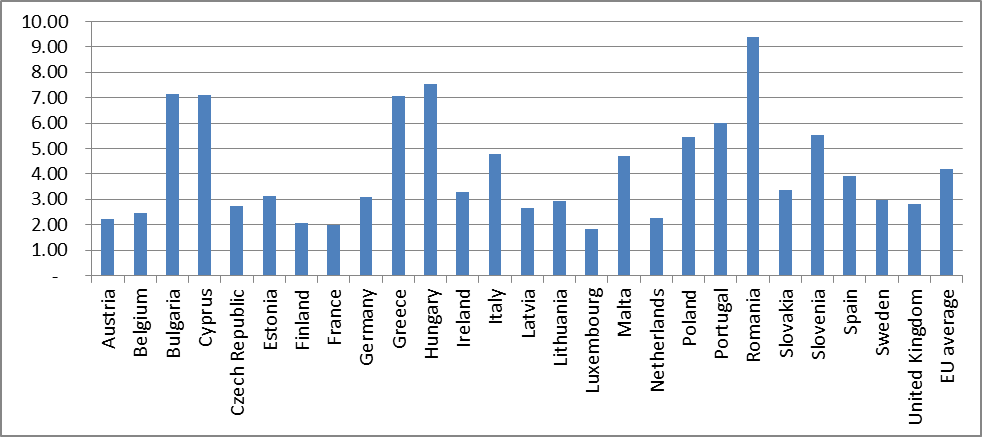 10.00
9.00
8.00
7.00
6.00
5.00
4.00
3.00
2.00
1.00
-
Austria
Belgium
Bulgaria
Cyprus
Czech Republic
Estonia
Finland
France
Germany
Greece
Hungary
Ireland
Italy
Latvia
Lithuania
Luxembourg
Malta
Netherlands
Poland
Portugal
Romania
Slovakia
Slovenia
Spain
Sweden
United Kingdom
EU average